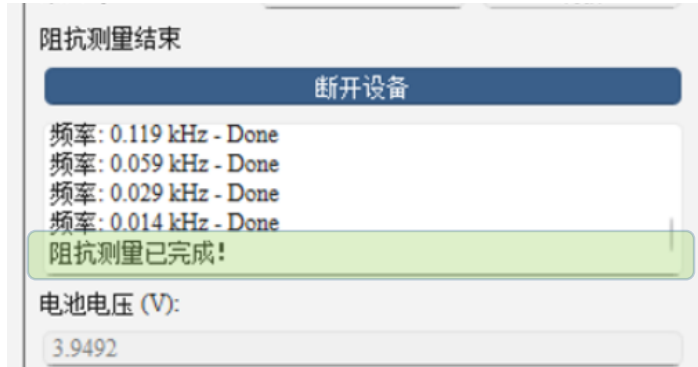 阻抗测量结束
断开设备
频率: 0.119 kHz - Done
频率: 0.059 kHz - Done
频率: 0.029 kHz - Done
频率: 0.014 kHz - Done
阻抗测量已完成!
电池电压 (V):
3.9492